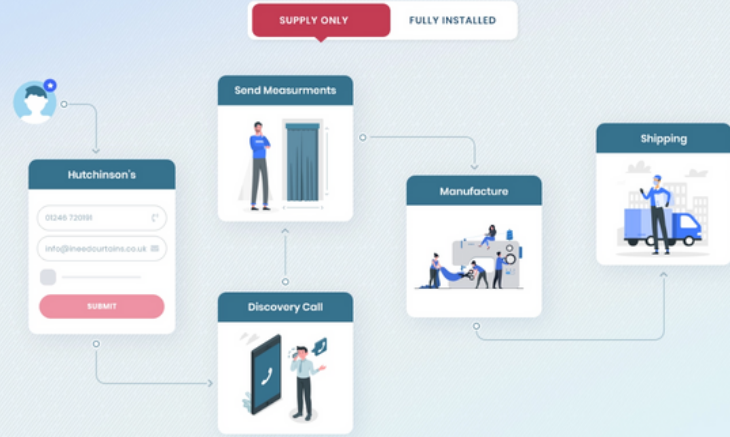 SUPPLY ONLY
FULLY INSTALLED
Send Measurments
Shipping
Hutchinson's
Manufacture
01246 720191
info@ineedcurtains.co.uk
SUBMIT
Discovery Call